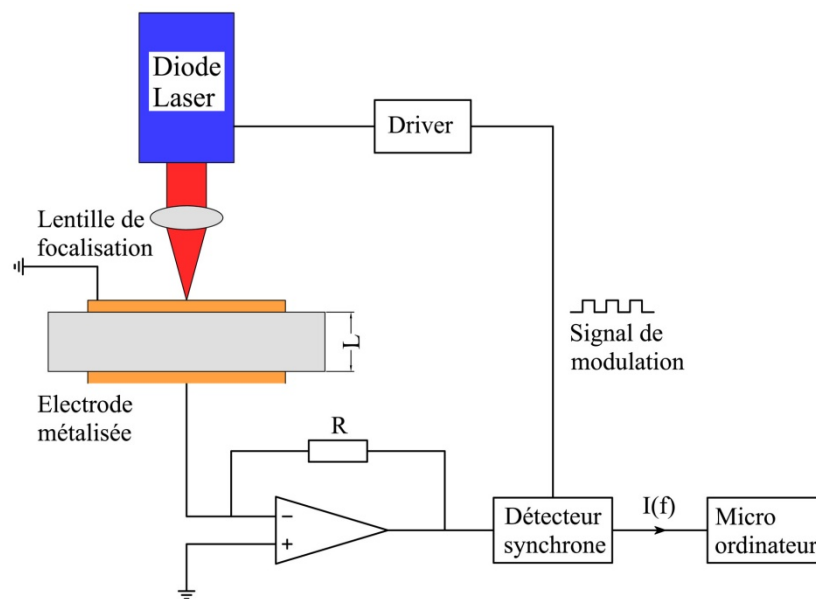 Diode
Laser
Driver
Lentille de
focalisation
L
Signal de
modulation
Electrode
métalisée
R
−
+
Détecteur
synchrone
I(f)
Micro
ordinateur